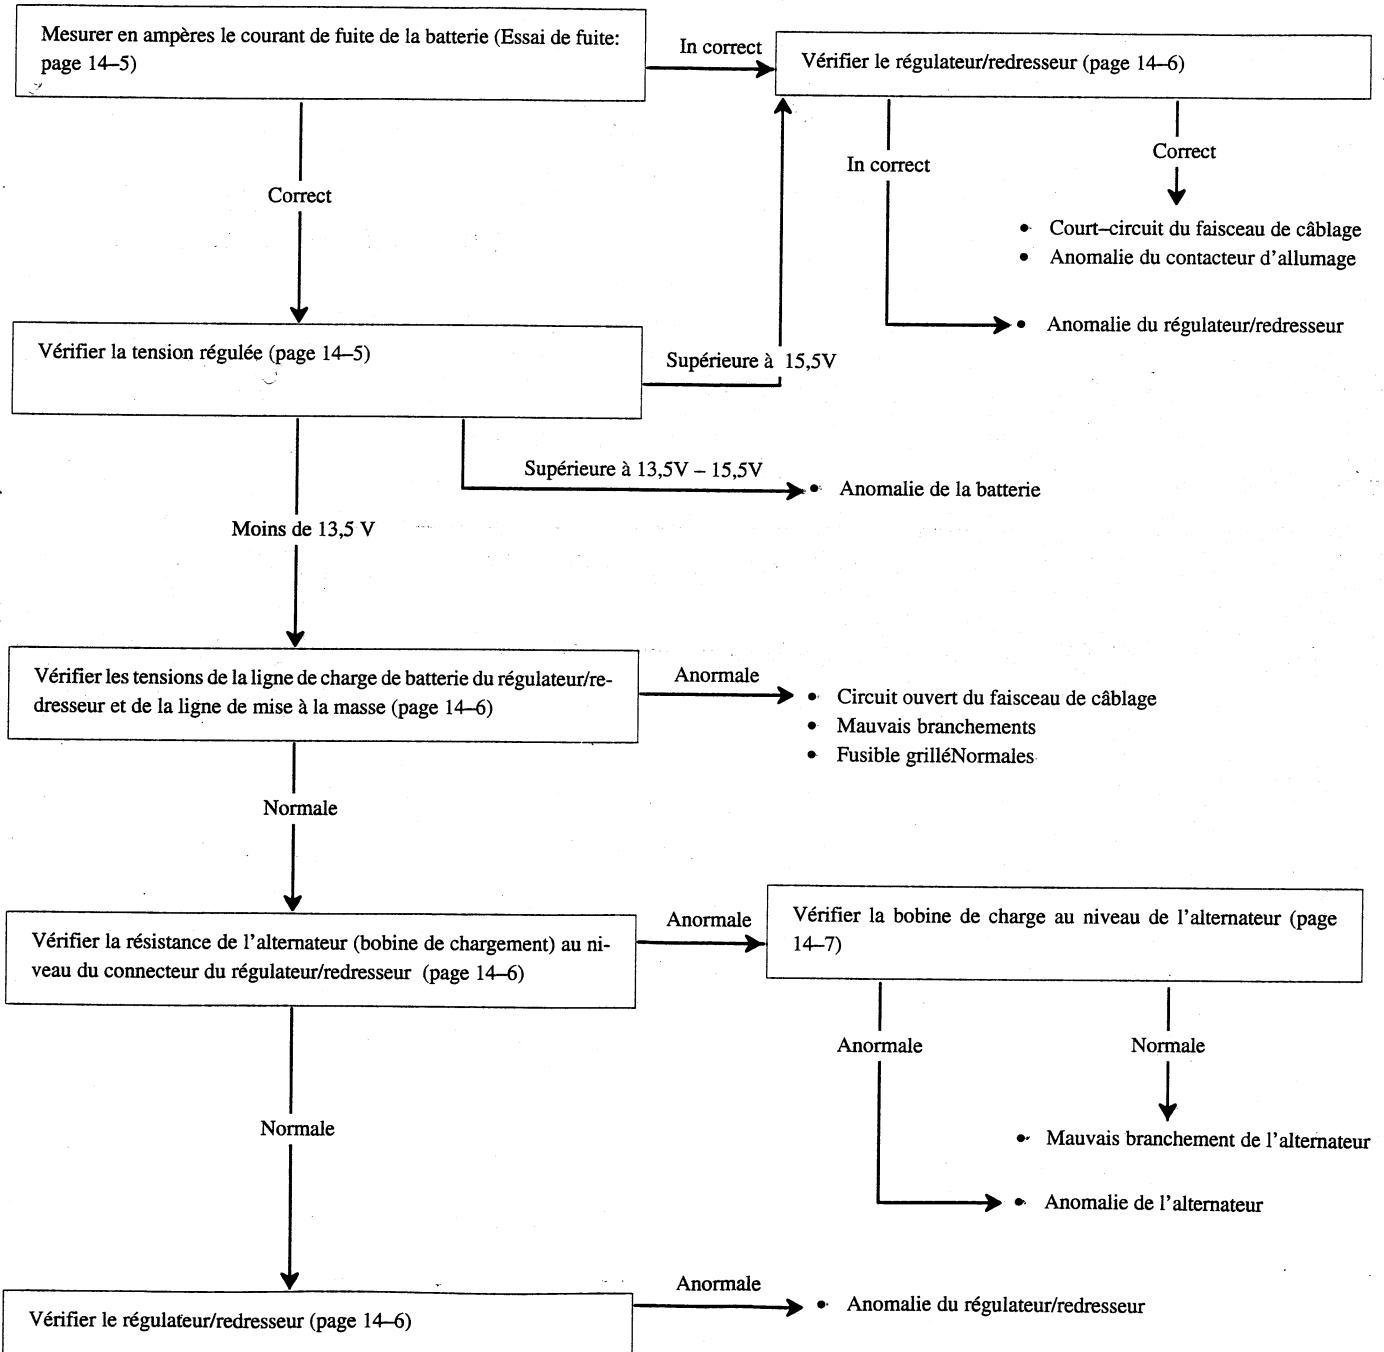 Mesurer en ampères le courant de fuite de la batterie (Essai de fuite:
page 14–5)
In correct
Vérifier le régulateur/redresseur (page 14–6)
In correct
Correct
Correct
• Court–circuit du faisceau de câblage
• Anomalie du contacteur d'allumage
• Anomalie du régulateur/redresseur
Vérifier la tension régulée (page 14–5)
Supérieure à 15,5V
Supérieure à 13,5V – 15,5V
• Anomalie de la batterie
Moins de 13,5 V
Vérifier les tensions de la ligne de charge de batterie du régulateur/re-
dresseur et de la ligne de mise à la masse (page 14–6)
Anormale
• Circuit ouvert du faisceau de câblage
• Mauvais branchements
• Fusible grilléNormales
Normale
Vérifier la résistance de l'alternateur (bobine de chargement) au ni-
veau du connecteur du régulateur/redresseur (page 14–6)
Anormale
Vérifier la bobine de charge au niveau de l'alternateur (page
14–7)
Anormale
Normale
Normale
• Mauvais branchement de l'alternateur
• Anomalie de l'alternateur
Vérifier le régulateur/redresseur (page 14–6)
Anormale
• Anomalie du régulateur/redresseur